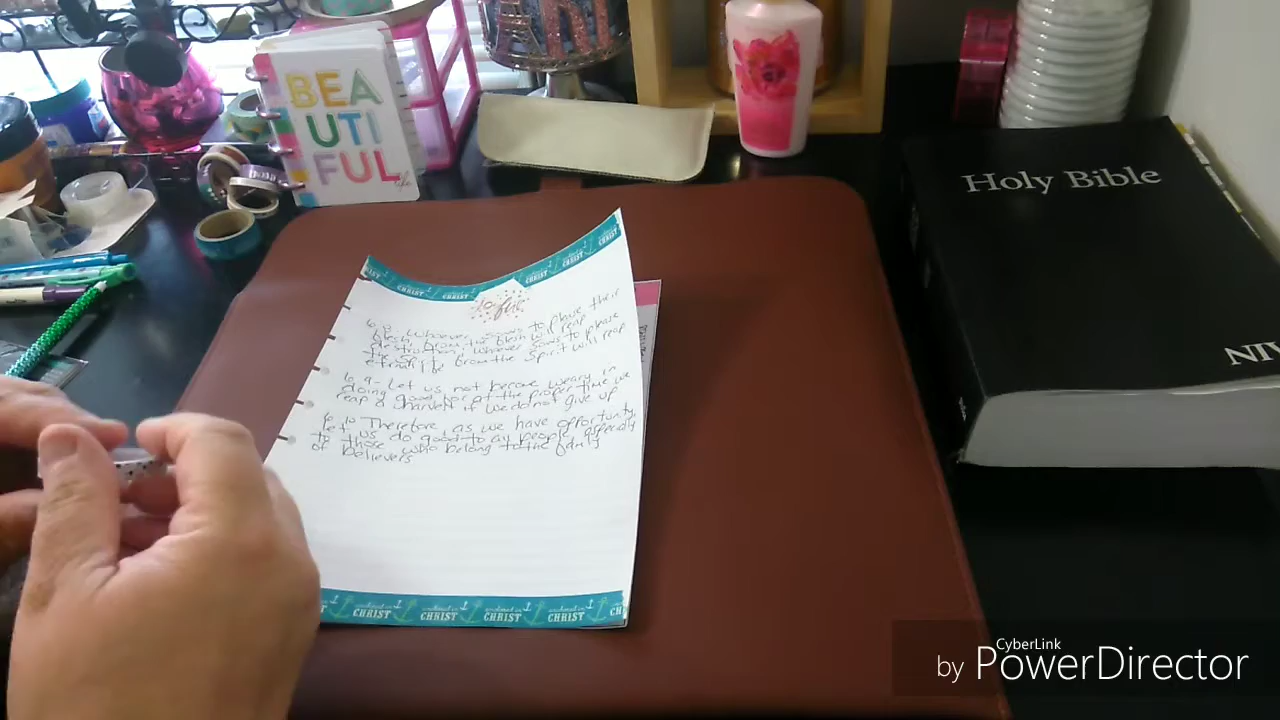 BEA
UTI
FUL
Holy Bible
NIV
CHRIST CHRIST CHRIST
6:8 Whoever sows to please their
flesh from the flesh will reap
destruction; whoever sows to please
the Spirit will reap
eternal life from the Spirit will reap
6:9 Let us not become weary in
doing good for at the proper time we
reap a harvest if we do not give up
6:10 Therefore, as we have opportunity
let us do good to all people especially
to those who belong to the family
of believers
CHRIST CHRIST CHRIST CHRIST CH
CyberLink
by PowerDirector